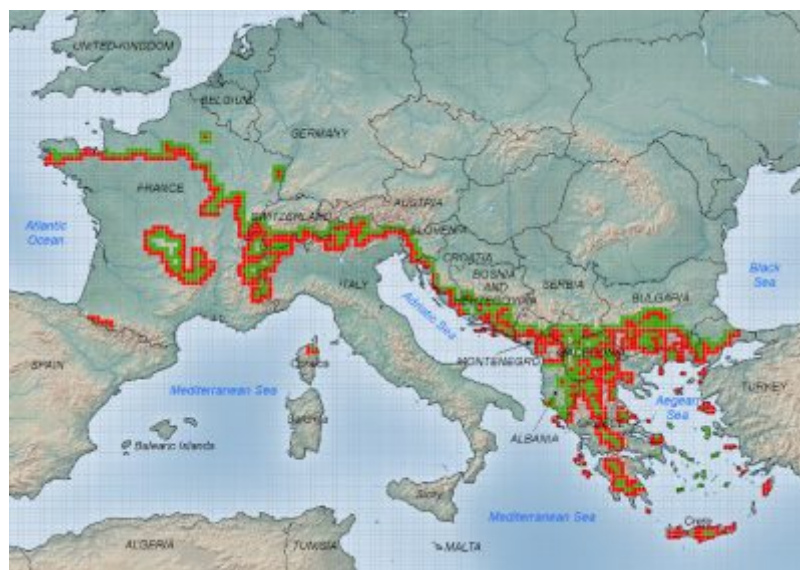 UNITED KINGDOM
BELGIUM
GERMANY
FRANCE
AUSTRIA
SWITZERLAND
SLOVENIA
Atlantic
Ocean
CROATIA
BOSNIA
AND
HERZEGOVINA
SERBIA
Black
Sea
ITALY
BULGARIA
Adriatic Sea
MONTENEGRO
MACEDONIA
SPAIN
Corsica
TURKEY
Mediterranean Sea
Aegean
Sea
Sardinia
ALBANIA
Balearic Islands
Sicily
Mediterranean Sea
Crete
ALGERIA
TUNISIA
MALTA